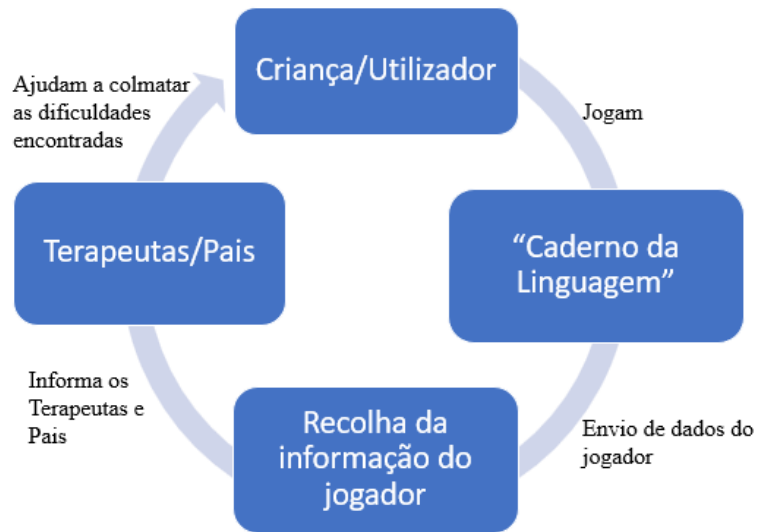 Criança/Utilizador
Jogam
“Caderno da
Linguagem”
Envio de dados do
jogador
Recolha da
informação do
jogador
Informa os
Terapeutas e
Pais
Terapeutas/Pais
Ajudam a colmatar
as dificuldades
encontradas